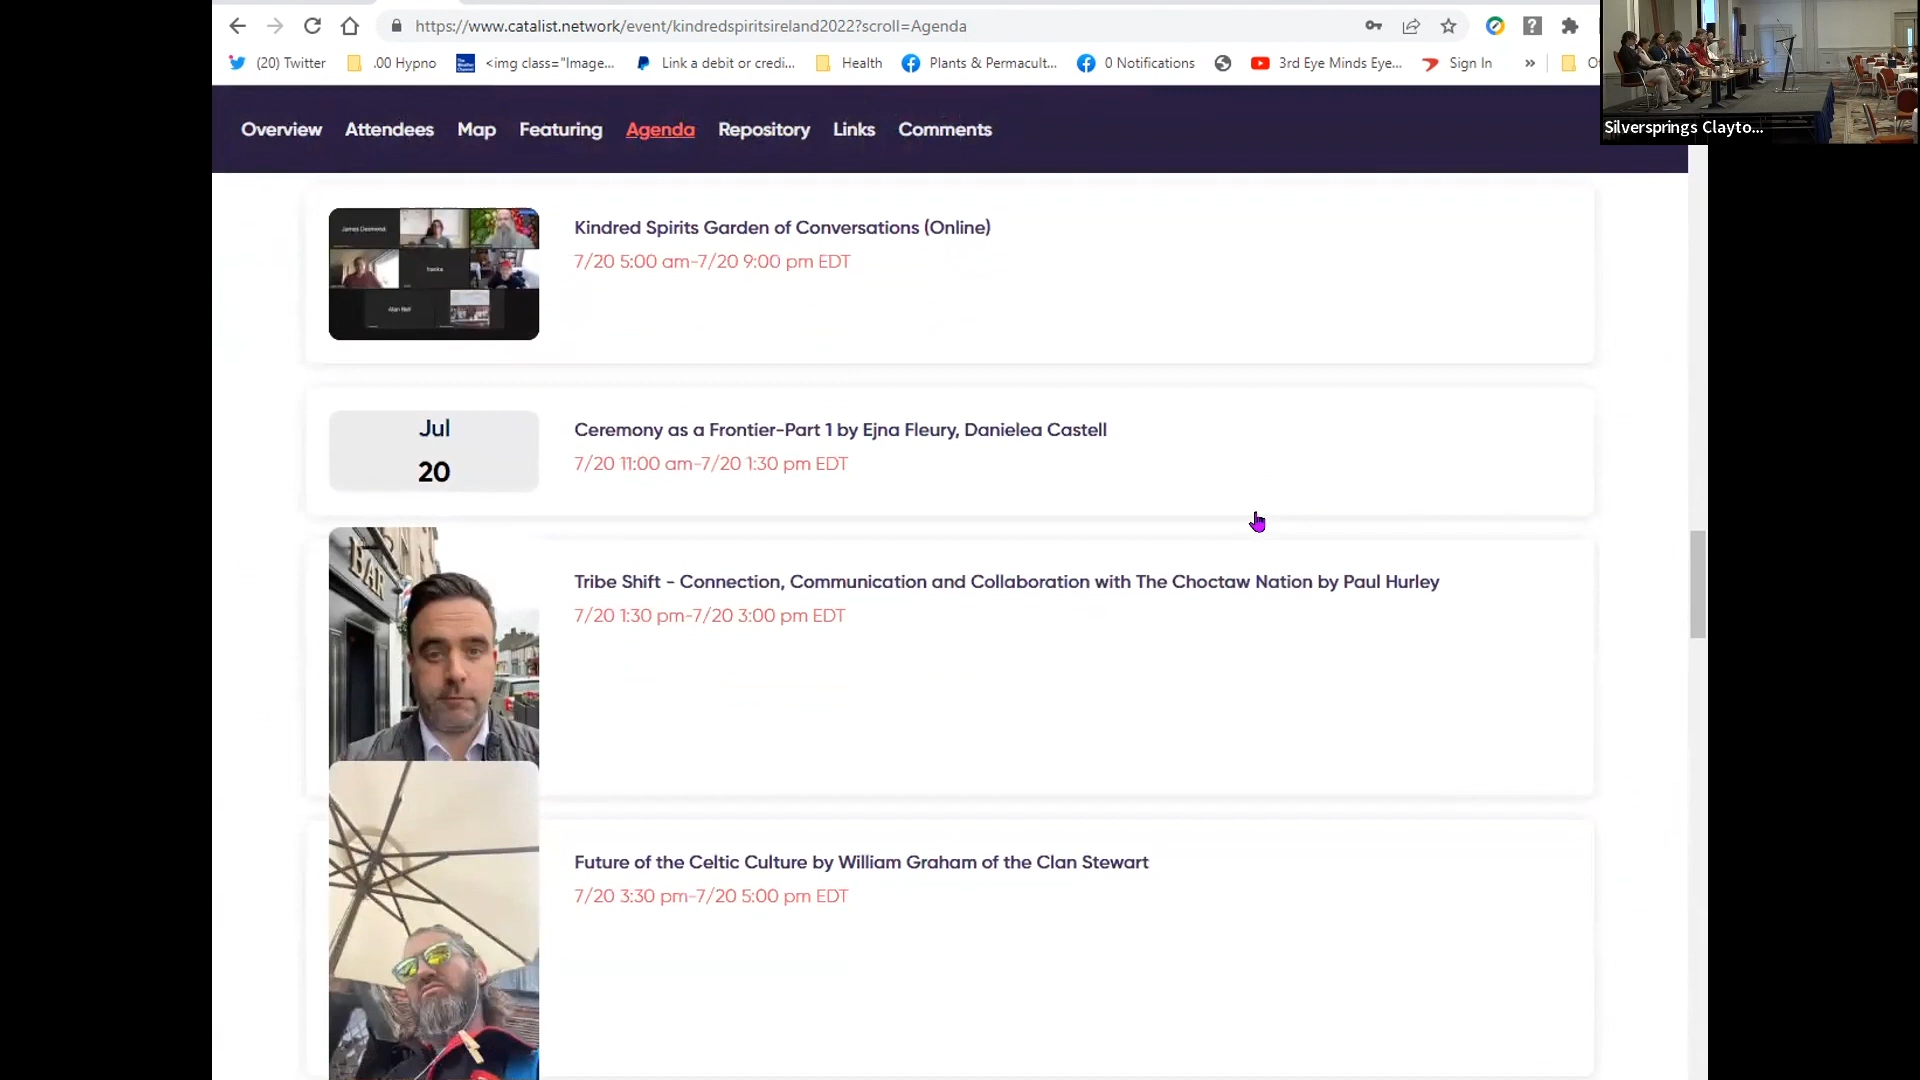 https://www.catalist.network/event/kindredspiritsireland2022?scroll=Agenda
(20) Twitter
.00 Hypno
<img class="Image...
Link a debit or credi...
Health
Plants & Permacult...
0 Notifications
3rd Eye Minds Eye...
Sign In
»
Silversprings Clayto...
Overview
Attendees
Map
Featuring
Agenda
Repository
Links
Comments
James Desmond
Alan Bell
Kindred Spirits Garden of Conversations (Online)
7/20 5:00 am-7/20 9:00 pm EDT
Jul
20
Ceremony as a Frontier-Part 1 by Ejna Fleury, Danielea Castell
7/20 11:00 am-7/20 1:30 pm EDT
BAR
Tribe Shift - Connection, Communication and Collaboration with The Choctaw Nation by Paul Hurley
7/20 1:30 pm-7/20 3:00 pm EDT
Future of the Celtic Culture by William Graham of the Clan Stewart
7/20 3:30 pm-7/20 5:00 pm EDT